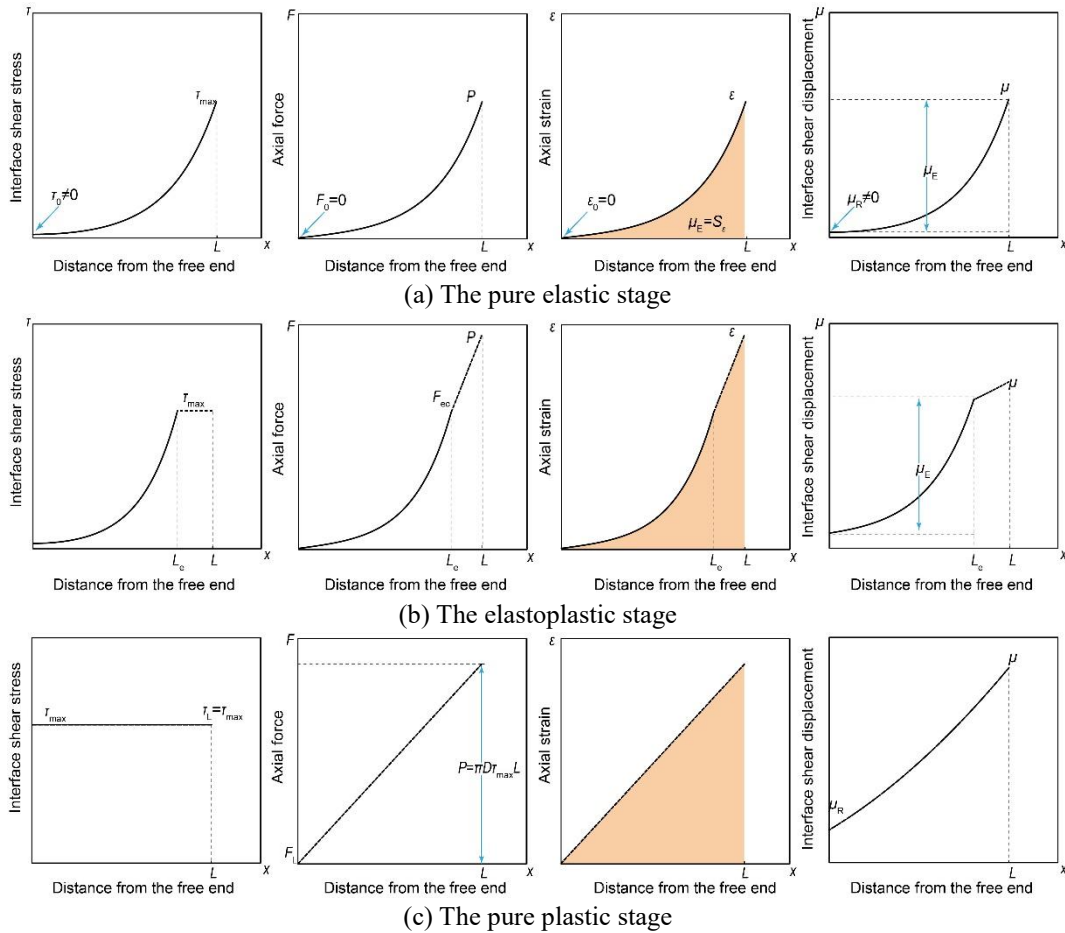 τ
Interface shear stress
τmax
τ0≠0
L
x
Distance from the free end
F
Axial force
P
F0=0
L
x
Distance from the free end
ε
Axial strain
ε
ε0=0
μE=Sε
L
x
Distance from the free end
μ
Interface shear displacement
μ
μE
μR≠0
L
x
Distance from the free end
(a) The pure elastic stage
τ
Interface shear stress
τmax
Le
L
x
Distance from the free end
F
Axial force
P
Fec
Le
L
x
Distance from the free end
ε
Axial strain
ε
Le
L
x
Distance from the free end
μ
Interface shear displacement
μ
μE
Le
L
x
Distance from the free end
(b) The elastoplastic stage
τ
Interface shear stress
τmax
τL=τmax
L
x
Distance from the free end
F
Axial force
P=πDτmaxL
L
x
Distance from the free end
ε
Axial strain
L
x
Distance from the free end
μ
Interface shear displacement
μ
μR
L
x
Distance from the free end
(c) The pure plastic stage